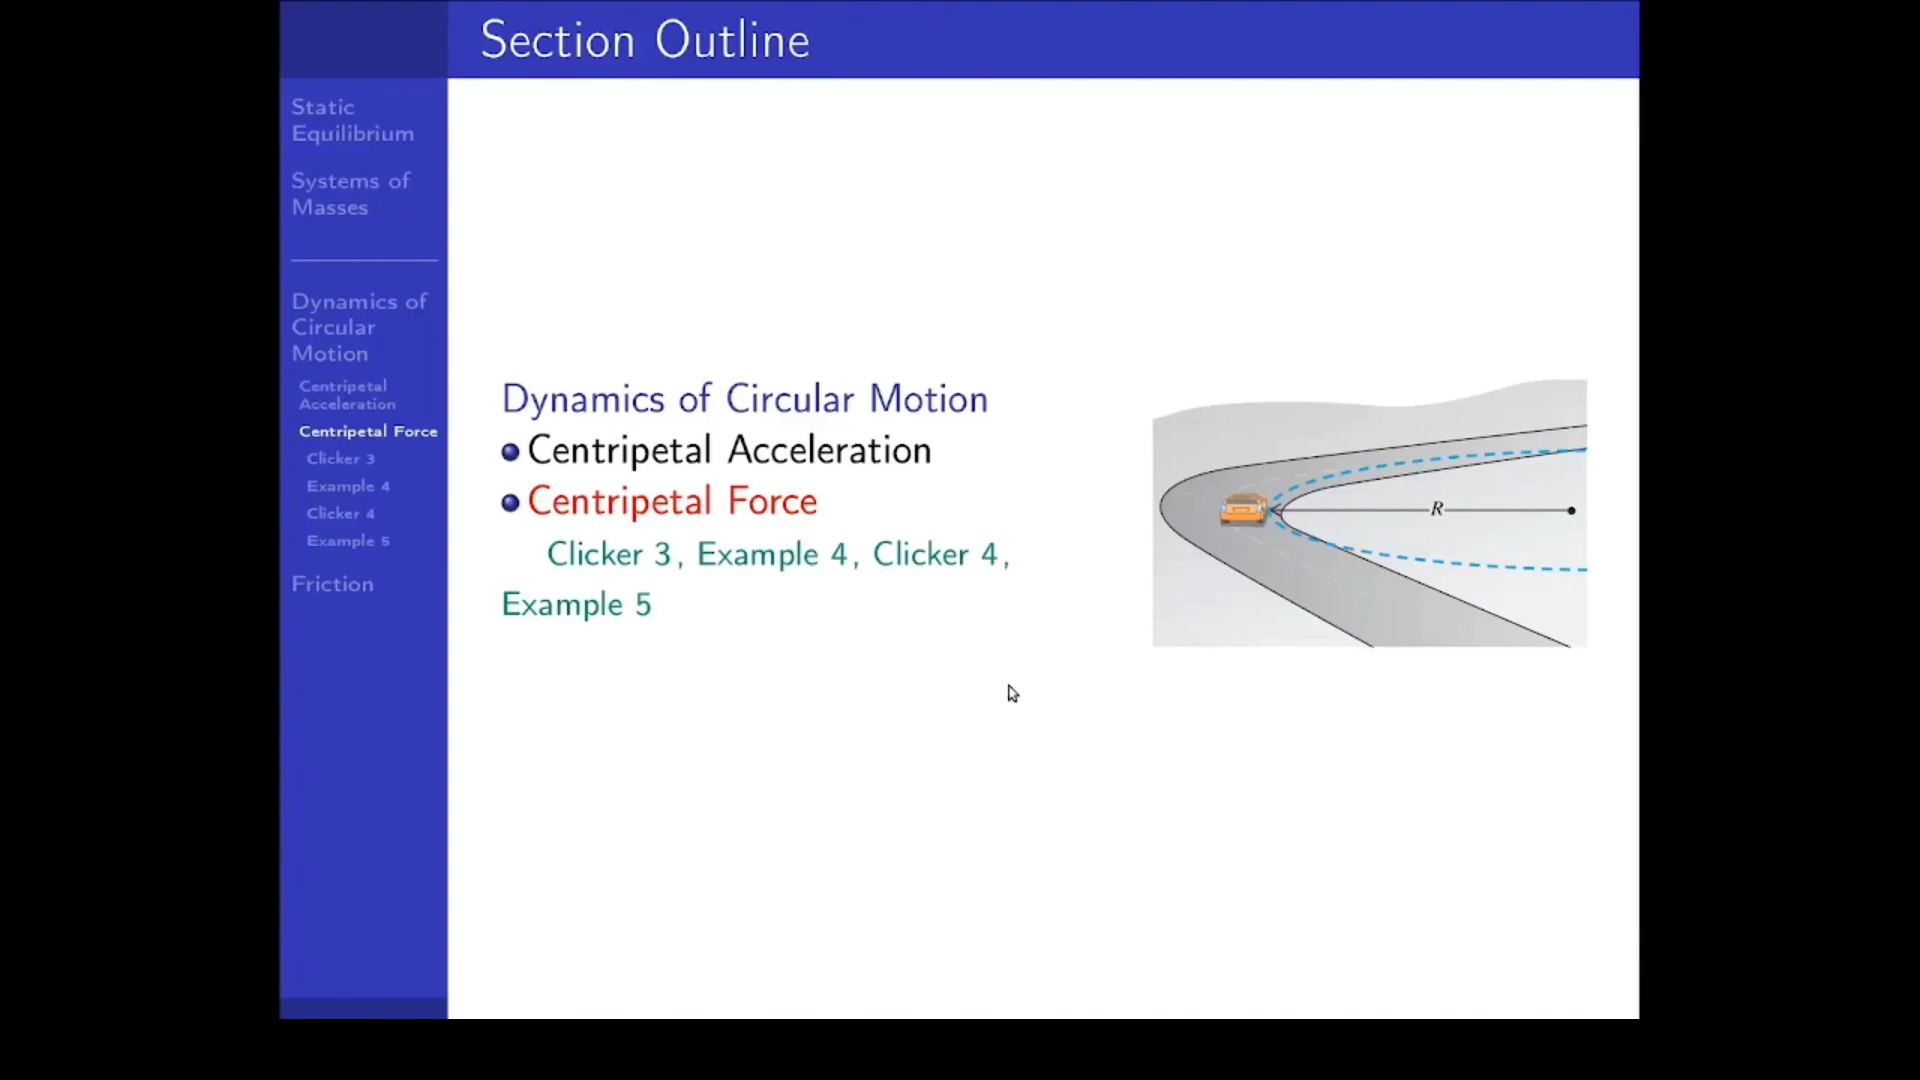 Section Outline
Static
Equilibrium
Systems of
Masses
Dynamics of
Circular
Motion
Centripetal
Acceleration
Centripetal Force
Clicker 3
Example 4
Clicker 4
Example 5
Friction
Dynamics of Circular Motion
Centripetal Acceleration
Centripetal Force
Clicker 3, Example 4, Clicker 4,
Example 5
R